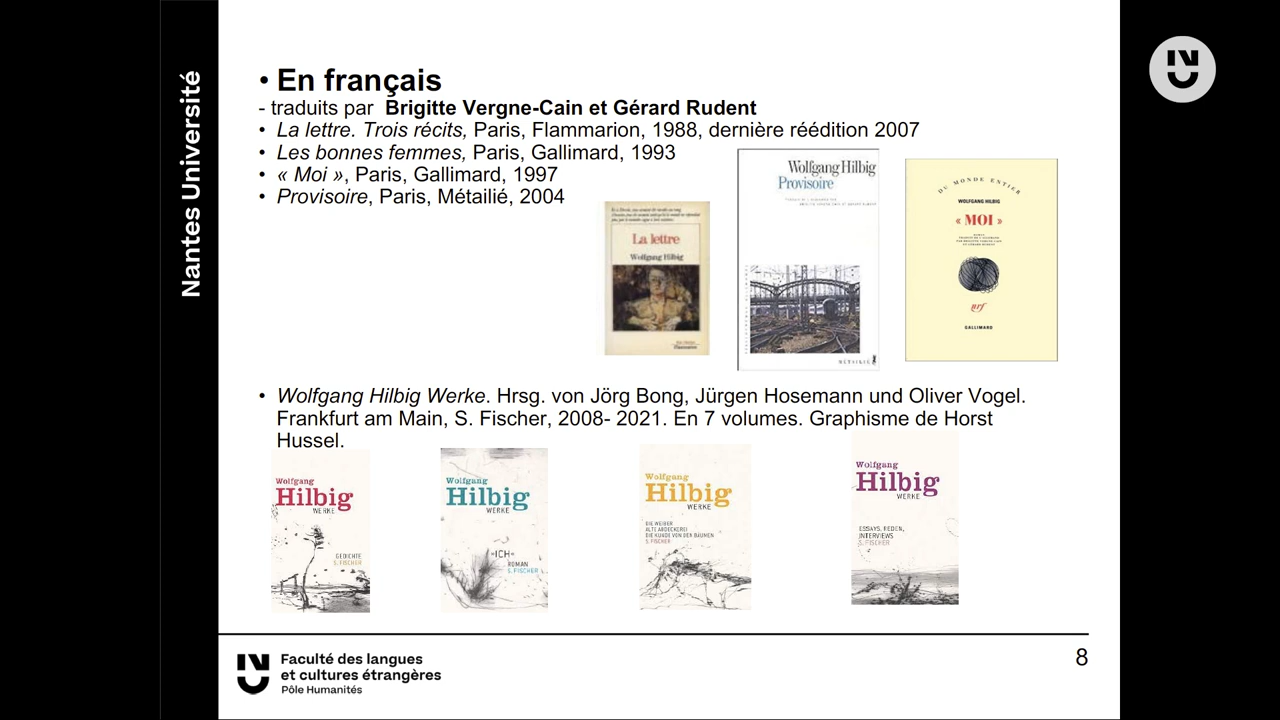 Nantes Université
• En français
- traduits par Brigitte Vergne-Cain et Gérard Rudent
• La lettre. Trois récits, Paris, Flammarion, 1988, dernière réédition 2007
• Les bonnes femmes, Paris, Gallimard, 1993
• « Moi », Paris, Gallimard, 1997
• Provisoire, Paris, Métailié, 2004
La lettre
Wolfgang Hilbig
Flammarion
Wolfgang Hilbig
Provisoire
MÉTAILIÉ
DU MONDE ENTIER
WOLFGANG HILBIG
« MOI »
ROMAN
nrf
GALLIMARD
• Wolfgang Hilbig Werke. Hrsg. von Jörg Bong, Jürgen Hosemann und Oliver Vogel.
Frankfurt am Main, S. Fischer, 2008- 2021. En 7 volumes. Graphisme de Horst
Hussel.
Wolfgang
Hilbig
WERKE
GEDICHTE
S. FISCHER
Wolfgang
Hilbig
WERKE
»ICH«
ROMAN
S. FISCHER
Wolfgang
Hilbig
WERKE
DIE WEIBER
ALTE ABDECKEREI
DIE KUNDE VON DEN BÄUMEN
S. FISCHER
Wolfgang
Hilbig
WERKE
ESSAYS, REDEN,
INTERVIEWS
S. FISCHER
Faculté des langues
et cultures étrangères
Pôle Humanités
8